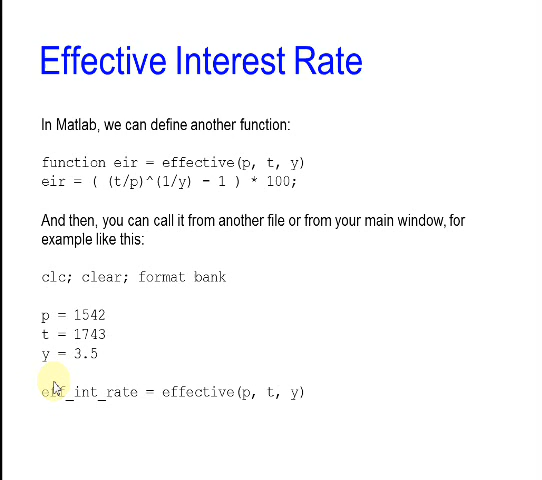 Effective Interest Rate
In Matlab, we can define another function:
function eir = effective(p, t, y)
eir = ( (t/p)^(1/y) - 1 ) * 100;
And then, you can call it from another file or from your main window, for
example like this:
clc; clear; format bank
p = 1542
t = 1743
y = 3.5
eff_int_rate = effective(p, t, y)